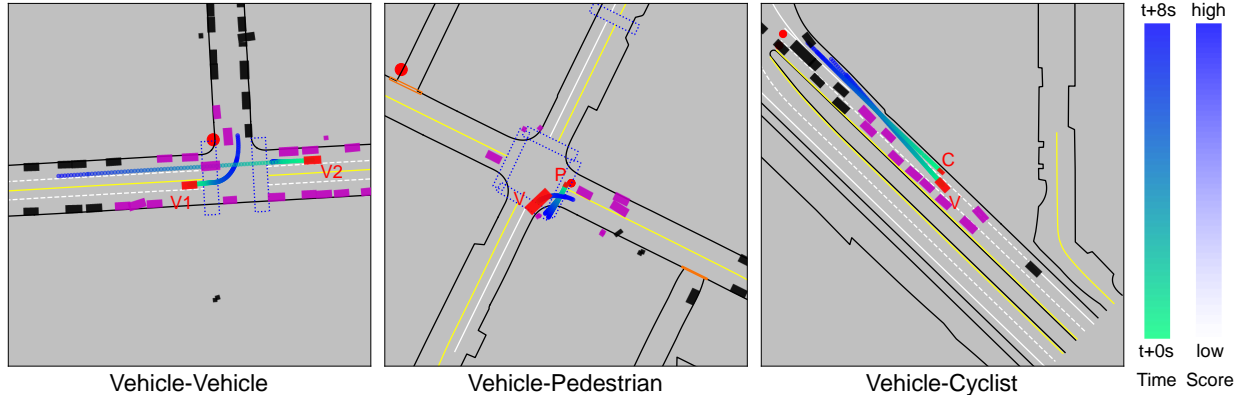 V1
V2
P
V
C
V
t+8s high
t+0s low
Time Score
Vehicle-Vehicle Vehicle-Pedestrian Vehicle-Cyclist